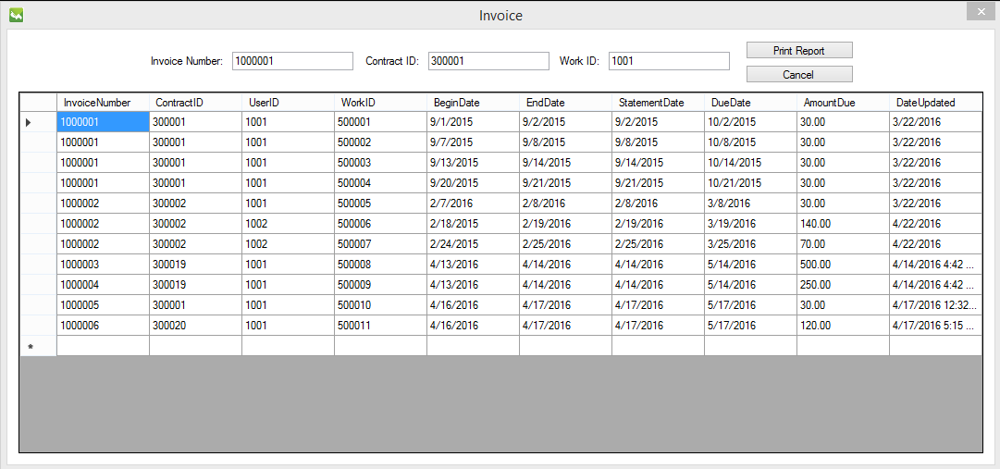 Invoice
Invoice Number: 1000001 Contract ID: 300001 Work ID: 1001 Print Report
Cancel
InvoiceNumber ContractID UserID WorkID BeginDate EndDate StatementDate DueDate AmountDue DateUpdated
1000001 300001 1001 500001 9/1/2015 9/2/2015 9/2/2015 10/2/2015 30.00 3/22/2016
1000001 300001 1001 500002 9/7/2015 9/8/2015 9/8/2015 10/8/2015 30.00 3/22/2016
1000001 300001 1001 500003 9/13/2015 9/14/2015 9/14/2015 10/14/2015 30.00 3/22/2016
1000001 300001 1001 500004 9/20/2015 9/21/2015 9/21/2015 10/21/2015 30.00 3/22/2016
1000002 300002 1001 500005 2/7/2016 2/8/2016 2/8/2016 3/8/2016 30.00 3/22/2016
1000002 300002 1002 500006 2/18/2015 2/19/2016 2/19/2016 3/19/2016 140.00 4/22/2016
1000002 300002 1002 500007 2/24/2015 2/25/2016 2/25/2016 3/25/2016 70.00 4/22/2016
1000003 300019 1001 500008 4/13/2016 4/14/2016 4/14/2016 5/14/2016 500.00 4/14/2016 4:42 ...
1000004 300019 1001 500009 4/13/2016 4/14/2016 4/14/2016 5/14/2016 250.00 4/14/2016 4:42 ...
1000005 300001 1001 500010 4/16/2016 4/17/2016 4/17/2016 5/17/2016 30.00 4/17/2016 12:32...
1000006 300020 1001 500011 4/16/2016 4/17/2016 4/17/2016 5/17/2016 120.00 4/17/2016 5:15 ...
*